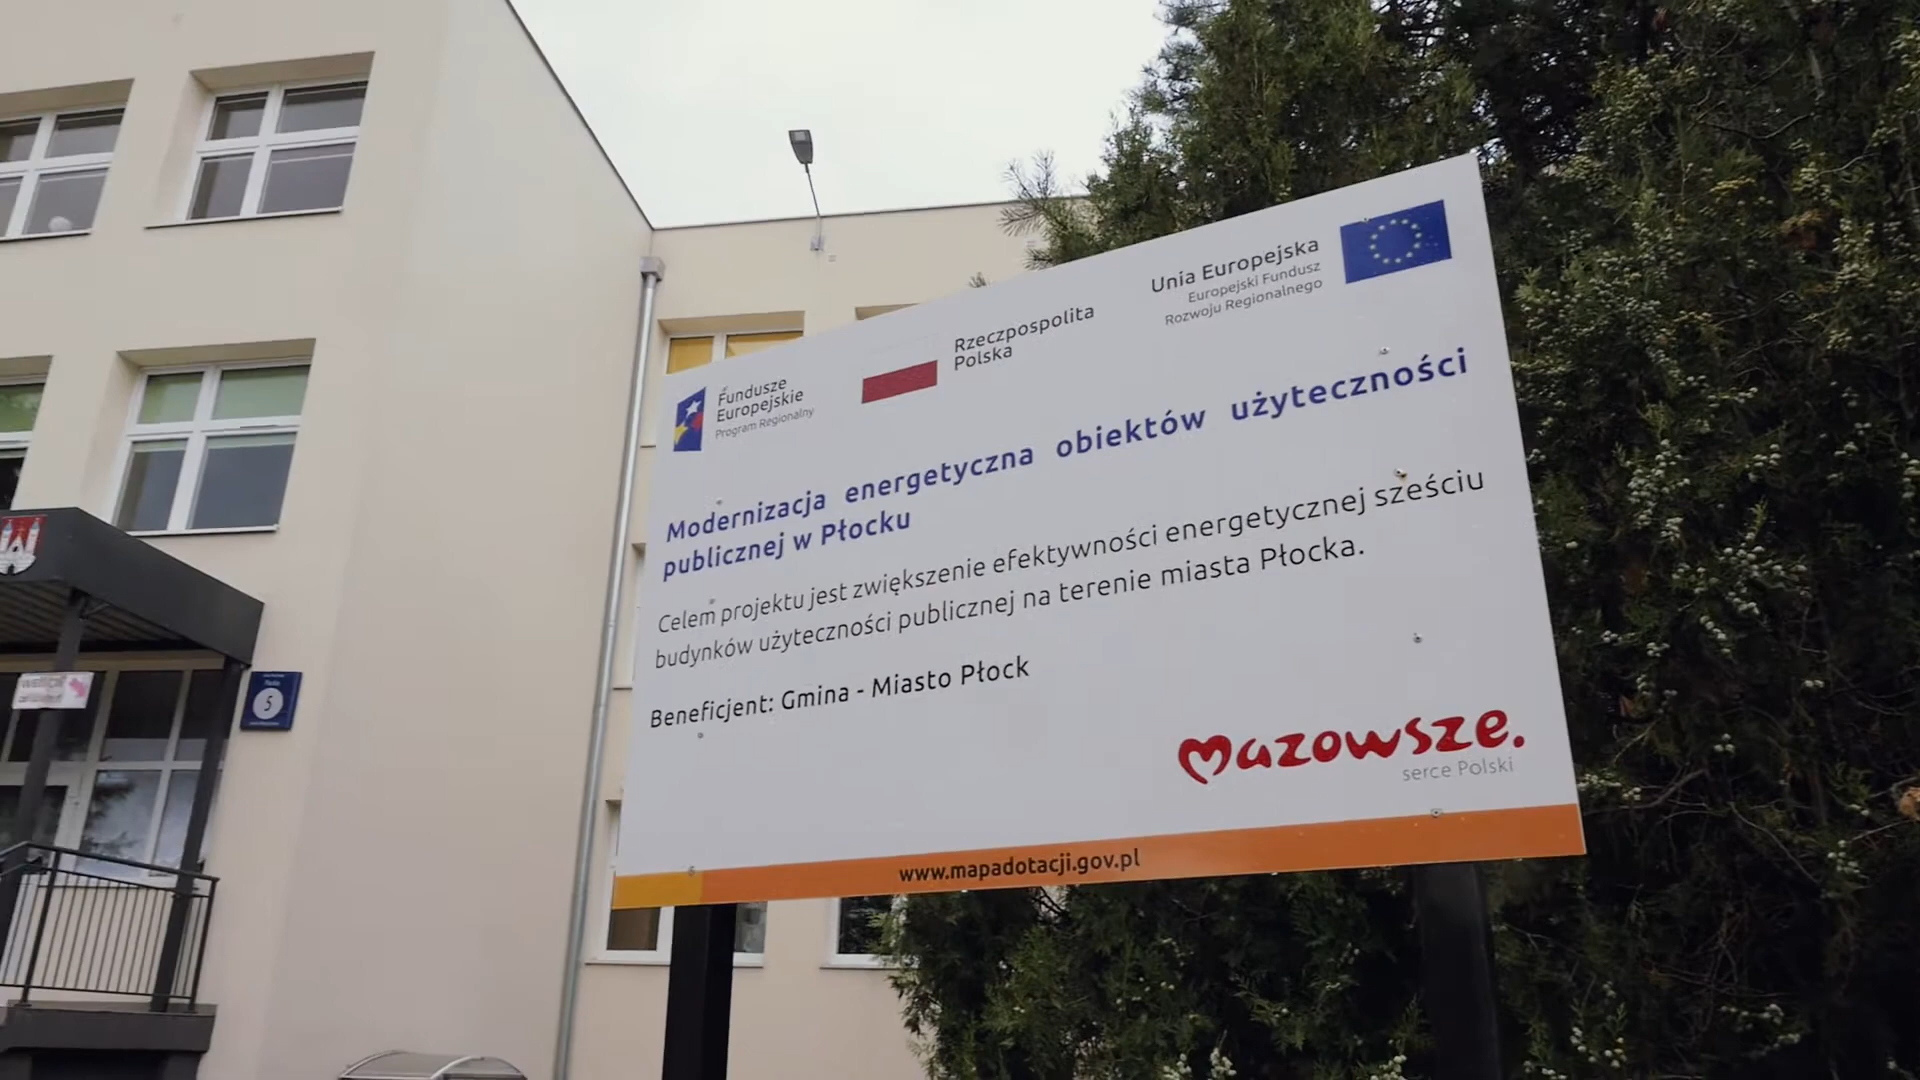 Unia Europejska
Europejski Fundusz
Rozwoju Regionalnego
Rzeczpospolita
Polska
Fundusze
Europejskie
Program Regionalny
Modernizacja energetyczna obiektów użyteczności
publicznej w Płocku
Celem projektu jest zwiększenie efektywności energetycznej sześciu
budynków użyteczności publicznej na terenie miasta Płocka.
Beneficjent: Gmina - Miasto Płock
mazowsze.
serce Polski
www.mapadotacji.gov.pl
5